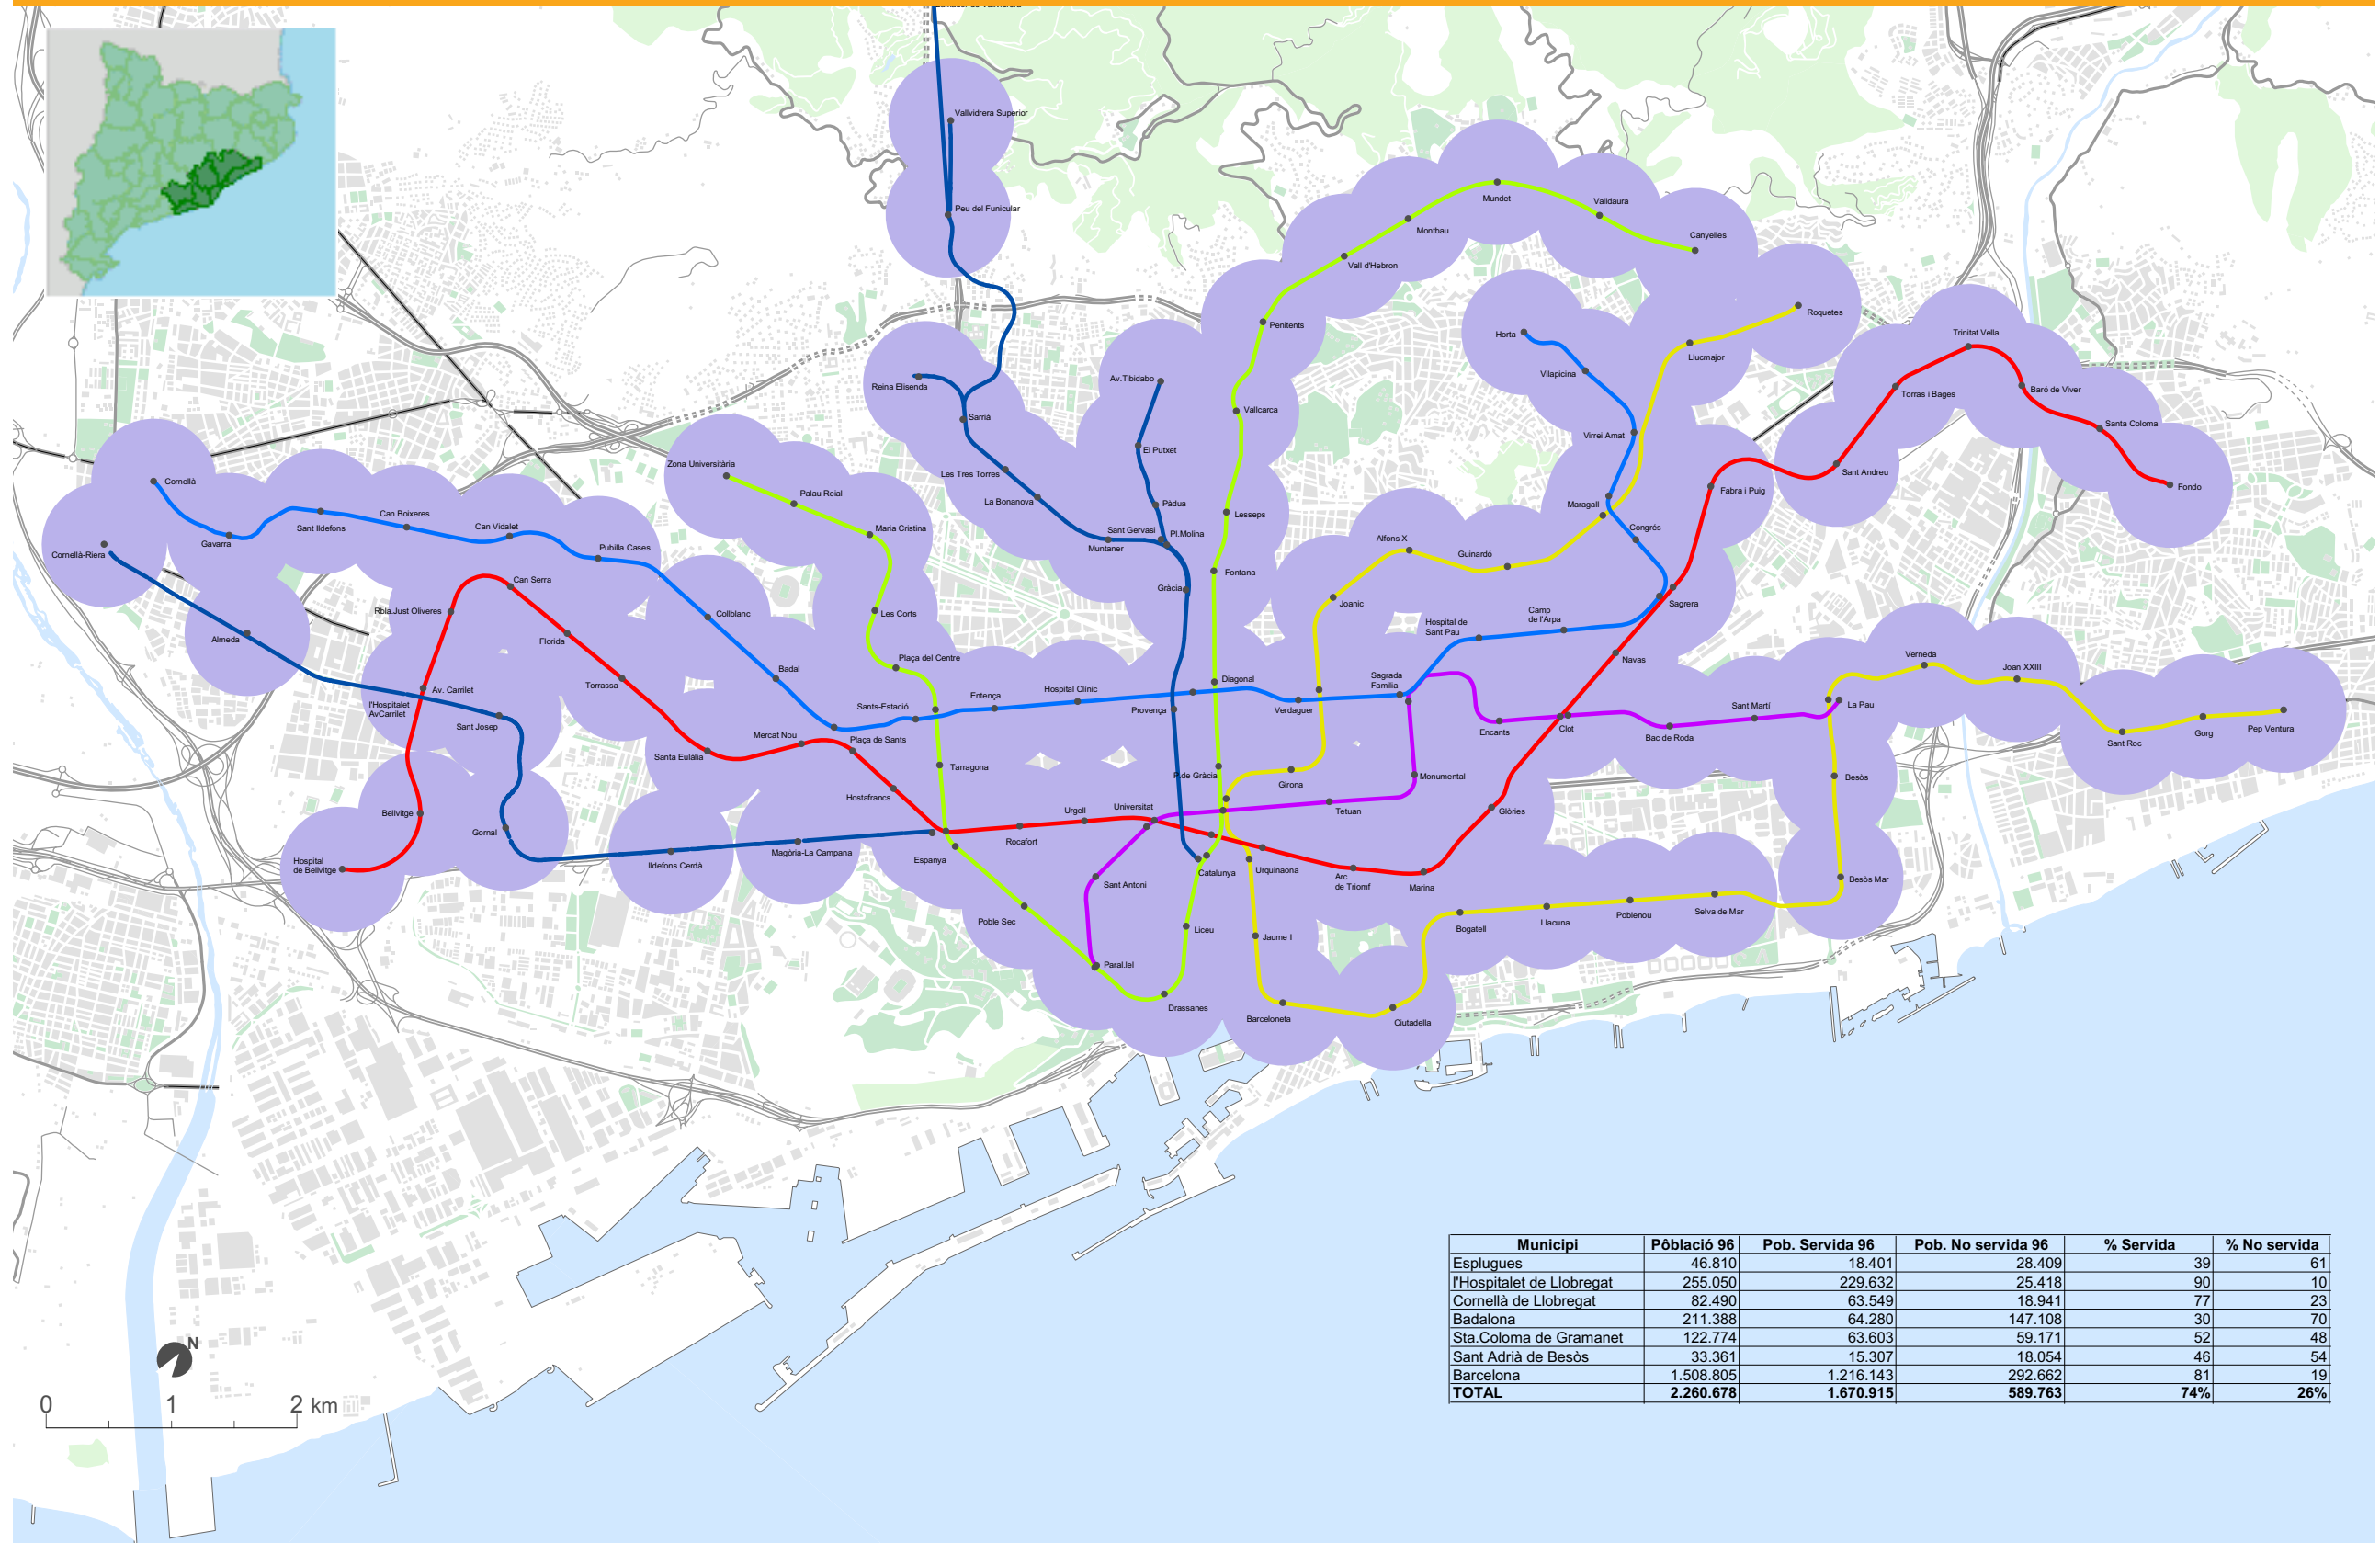 Vallvidrera Superior
Peu del Funicular
Mundet
Valldaura
Montbau
Canyelles
Vall d'Hebron
Roquetes
Penitents
Horta
Trinitat Vella
Llucmajor
Vilapicina
Av.Tibidabo
Reina Elisenda
Torras i Bages
Baró de Viver
Vallcarca
Sarrià
Santa Coloma
Virrei Amat
El Putxet
Zona Universitària
Les Tres Torres
Sant Andreu
Cornellà
Fondo
Palau Reial
Fabra i Puig
La Bonanova
Pàdua
Maragall
Can Boixeres
Lesseps
Sant Ildefons
Can Vidalet
Maria Cristina
Sant Gervasi
Congrés
Pl.Molina
Gavarra
Alfons X
Pubilla Cases
Muntaner
Guinardó
Cornellà-Riera
Fontana
Can Serra
Gràcia
Joanic
Sagrera
Rbla.Just Oliveres
Collblanc
Les Corts
Camp
de l'Arpa
Hospital de
Sant Pau
Almeda
Florida
Plaça del Centre
Navas
Verneda
Joan XXIII
Badal
Sagrada
Familia
Diagonal
Torrassa
Av. Carrilet
Hospital Clínic
Entença
l'Hospitalet
AvCarrilet
Sants-Estació
Provença
Verdaguer
Sant Martí
La Pau
Sant Josep
Encants
Clot
Bac de Roda
Pep Ventura
Gorg
Sant Roc
Mercat Nou
Plaça de Sants
Santa Eulália
Tarragona
P.de Gràcia
Girona
Monumental
Besòs
Hostafrancs
Urgell
Universitat
Tetuan
Glòries
Bellvitge
Gornal
Rocafort
Magòria-La Campana
Espanya
Ildefons Cerdà
Hospital
de Bellvitge
Catalunya
Urquinaona
Arc
de Triomf
Marina
Besòs Mar
Sant Antoni
Selva de Mar
Poblenou
Llacuna
Bogatell
Poble Sec
Liceu
Jaume I
Paral.lel
Drassanes
Barceloneta
Ciutadella
Municipi Pôblació 96 Pob. Servida 96 Pob. No servida 96 % Servida % No servida
Esplugues 46.810 18.401 28.409 39 61
l'Hospitalet de Llobregat 255.050 229.632 25.418 90 10
Cornellà de Llobregat 82.490 63.549 18.941 77 23
Badalona 211.388 64.280 147.108 30 70
Sta.Coloma de Gramanet 122.774 63.603 59.171 52 48
Sant Adrià de Besòs 33.361 15.307 18.054 46 54
Barcelona 1.508.805 1.216.143 292.662 81 19
TOTAL 2.260.678 1.670.915 589.763 74% 26%
N
0 1 2 km